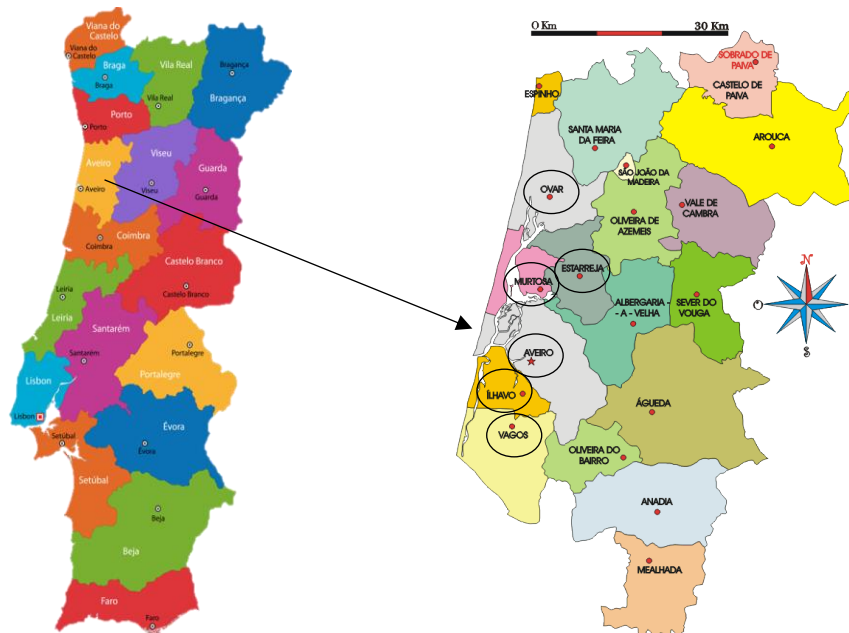 Viana do
Castelo
Viana do
Castelo
Braga
Braga
Vila Real
Vila Real
Bragança
Bragança
Porto
Porto
Aveiro
Aveiro
Viseu
Viseu
Guarda
Guarda
Coimbra
Coimbra
Castelo Branco
Castelo Branco
Leiria
Leiria
Santarém
Santarém
Portalegre
Portalegre
Lisbon
Lisbon
Setúbal
Setúbal
Évora
Évora
Beja
Beja
Faro
Faro
O Km
30 Km
SOBRADO DE
PAIVA
CASTELO DE
PAIVA
ESPINHO
SANTA MARIA
DA FEIRA
AROUCA
SÃO JOÃO DA
MADEIRA
OVAR
VALE DE
CAMBRA
OLIVEIRA DE
AZEMEIS
ESTARREJA
MURTOSA
ALBERGARIA -
- A - VELHA
SEVER DO
VOUGA
N
O
S
AVEIRO
ÍLHAVO
ÁGUEDA
VAGOS
OLIVEIRA DO
BAIRRO
ANADIA
MEALHADA